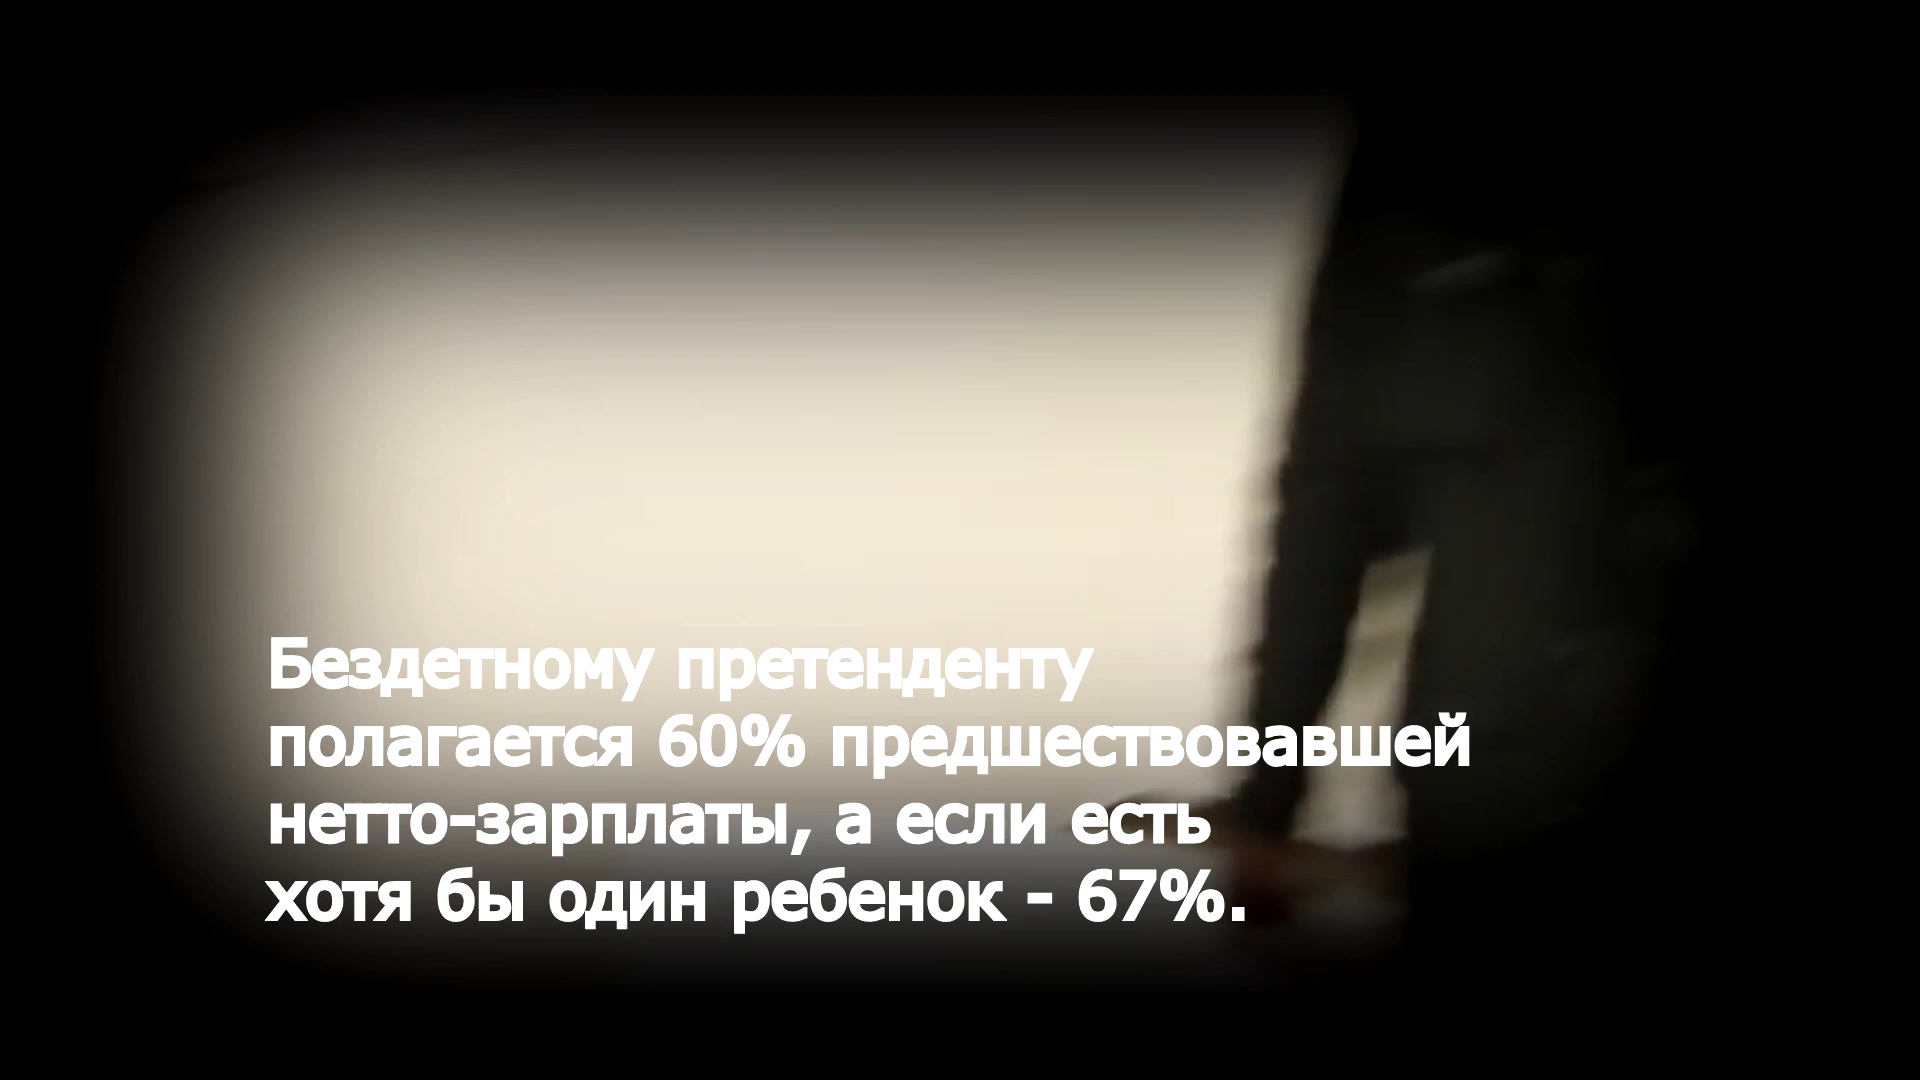 Бездетному претенденту
полагается 60% предшествовавшей
нетто-зарплаты, а если есть
хотя бы один ребенок - 67%.